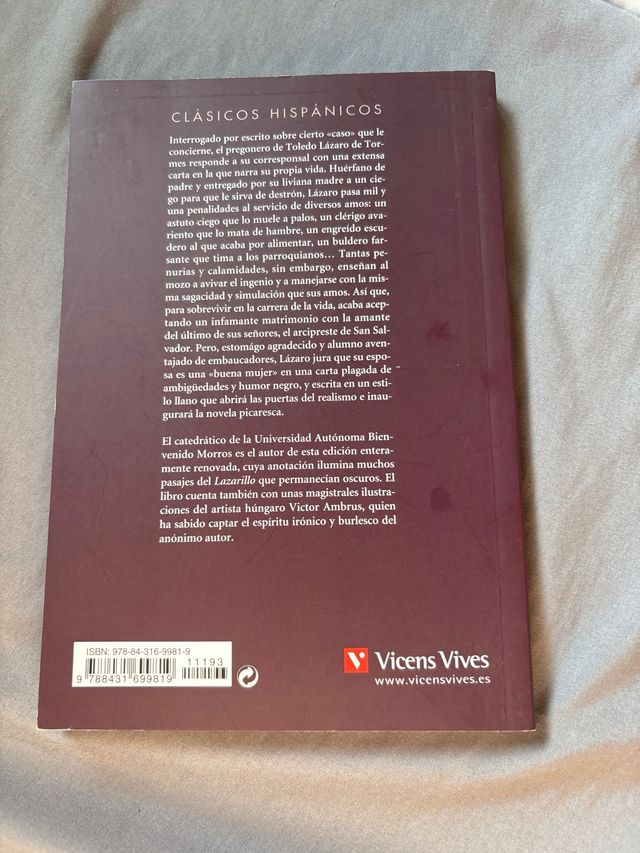 CLÁSICOS HISPÁNICOS
Interrogado por escrito sobre cierto «caso» que le
concierne, el pregonero de Toledo Lázaro de Tor-
mes responde a su corresponsal con una extensa
carta en la que narra su propia vida. Huérfano de
padre y entregado por su liviana madre a un cie-
go para que le sirva de destrón, Lázaro pasa mil y
una penalidades al servicio de diversos amos: un
astuto ciego que lo muele a palos, un clérigo ava-
riento que lo mata de hambre, un engreído escu-
dero al que acaba por alimentar, un buldero far-
sante que tima a los parroquianos... Tantas pe-
nurias y calamidades, sin embargo, enseñan al
mozo a avivar el ingenio y a manejarse con la mis-
ma sagacidad y simulación que sus amos. Así que,
para sobrevivir en la carrera de la vida, acaba acep-
tando un infamante matrimonio con la amante
del último de sus señores, el arcipreste de San Sal-
vador. Pero, estomágo agradecido y alumno aven-
tajado de embaucadores, Lázaro jura que su espo-
sa es una «buena mujer» en una carta plagada de
ambigüedades y humor negro, y escrita en un esti-
lo llano que abrirá las puertas del realismo e inau-
gurará la novela picaresca.
El catedrático de la Universidad Autónoma Bien-
venido Morros es el autor de esta edición entera-
mente renovada, cuya anotación ilumina muchos
pasajes del Lazarillo que permanecían oscuros. El
libro cuenta también con unas magistrales ilustra-
ciones del artista húngaro Victor Ambrus, quien
ha sabido captar el espíritu irónico y burlesco del
anónimo autor.
ISBN: 978-84-316-9981-9
11193
9 788431 699819
Vicens Vives
www.vicensvives.es